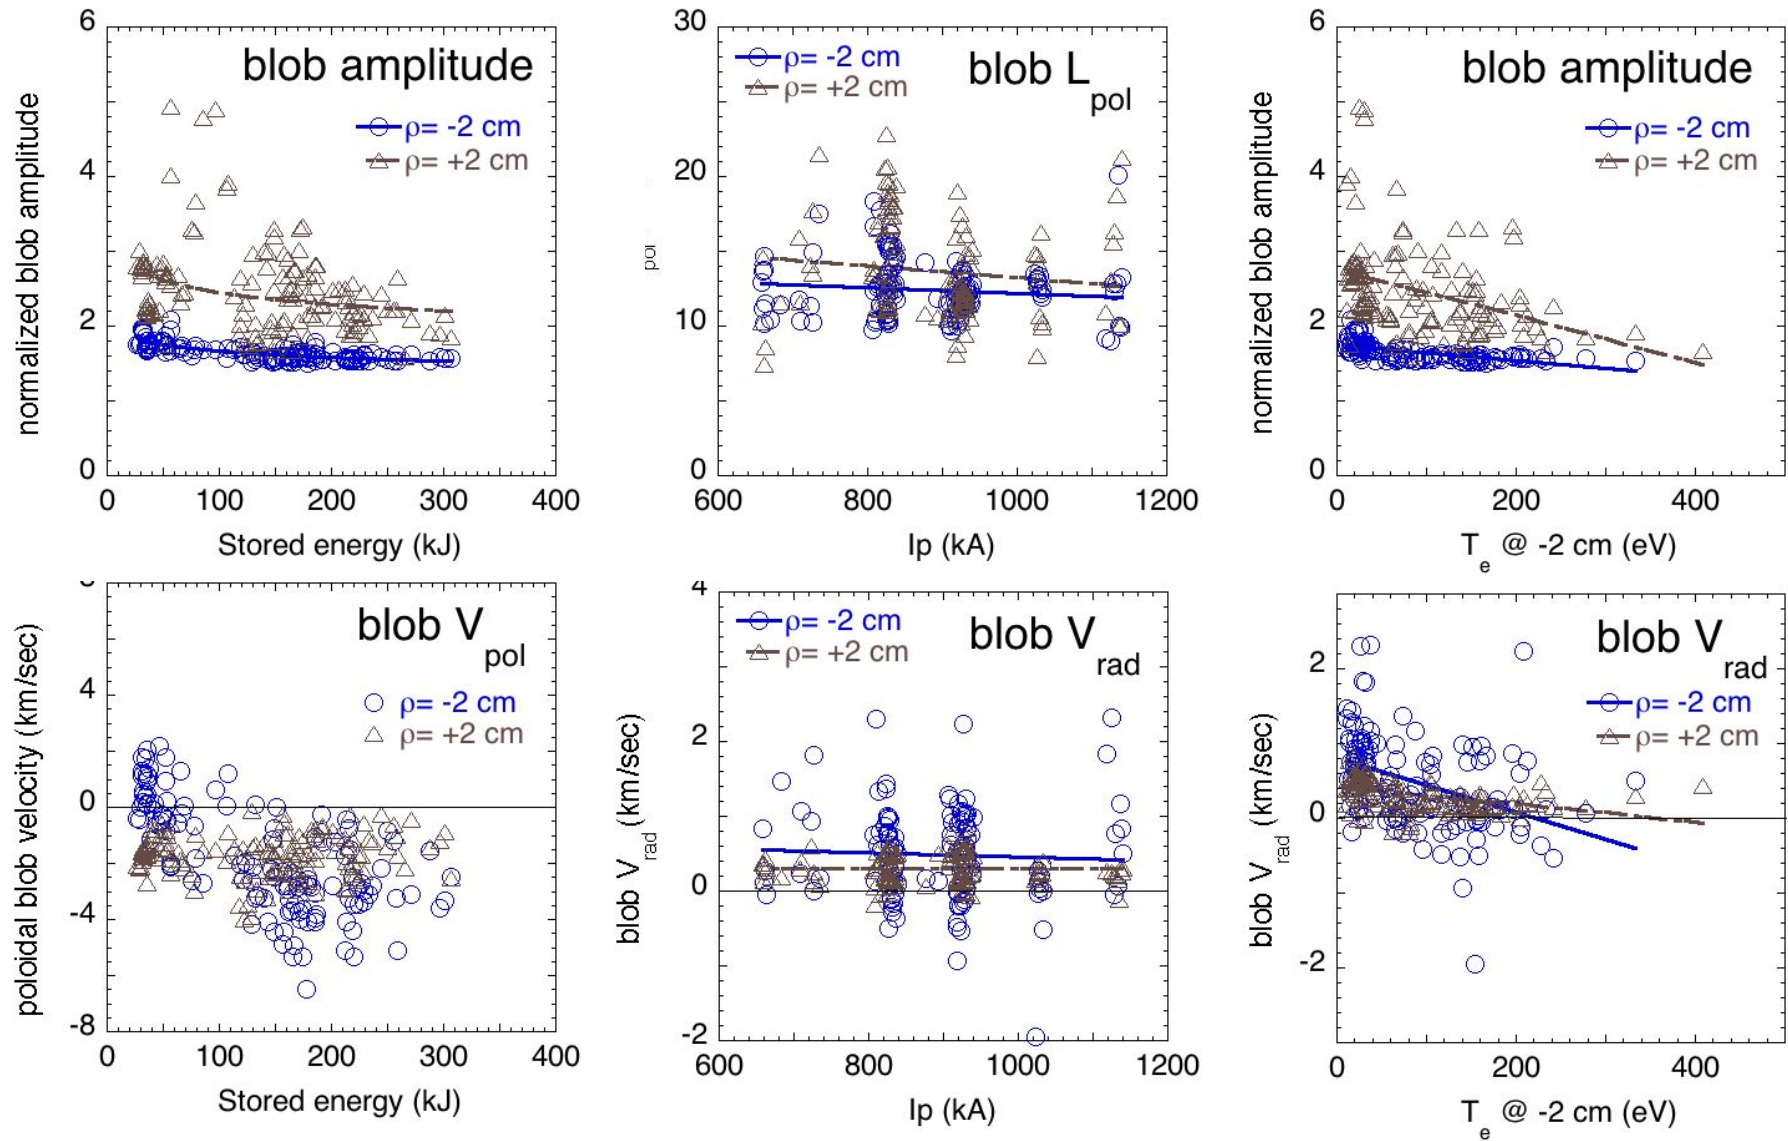 blob amplitude
ρ= -2 cm
ρ= +2 cm
normalized blob amplitude
6
4
2
0
0 100 200 300 400
Stored energy (kJ)
blob L pol
ρ= -2 cm
ρ= +2 cm
pol
30
20
10
0
600 800 1000 1200
Ip (kA)
blob amplitude
ρ= -2 cm
ρ= +2 cm
normalized blob amplitude
6
4
2
0
0 200 400
T e @ -2 cm (eV)
blob V pol
ρ= -2 cm
ρ= +2 cm
poloidal blob velocity (km/sec)
4
0
-4
-8
0 100 200 300 400
Stored energy (kJ)
blob V rad
ρ= -2 cm
ρ= +2 cm
blob V rad (km/sec)
4
2
0
-2
600 800 1000 1200
Ip (kA)
blob V rad
ρ= -2 cm
ρ= +2 cm
blob V rad (km/sec)
2
0
-2
0 200 400
T e @ -2 cm (eV)